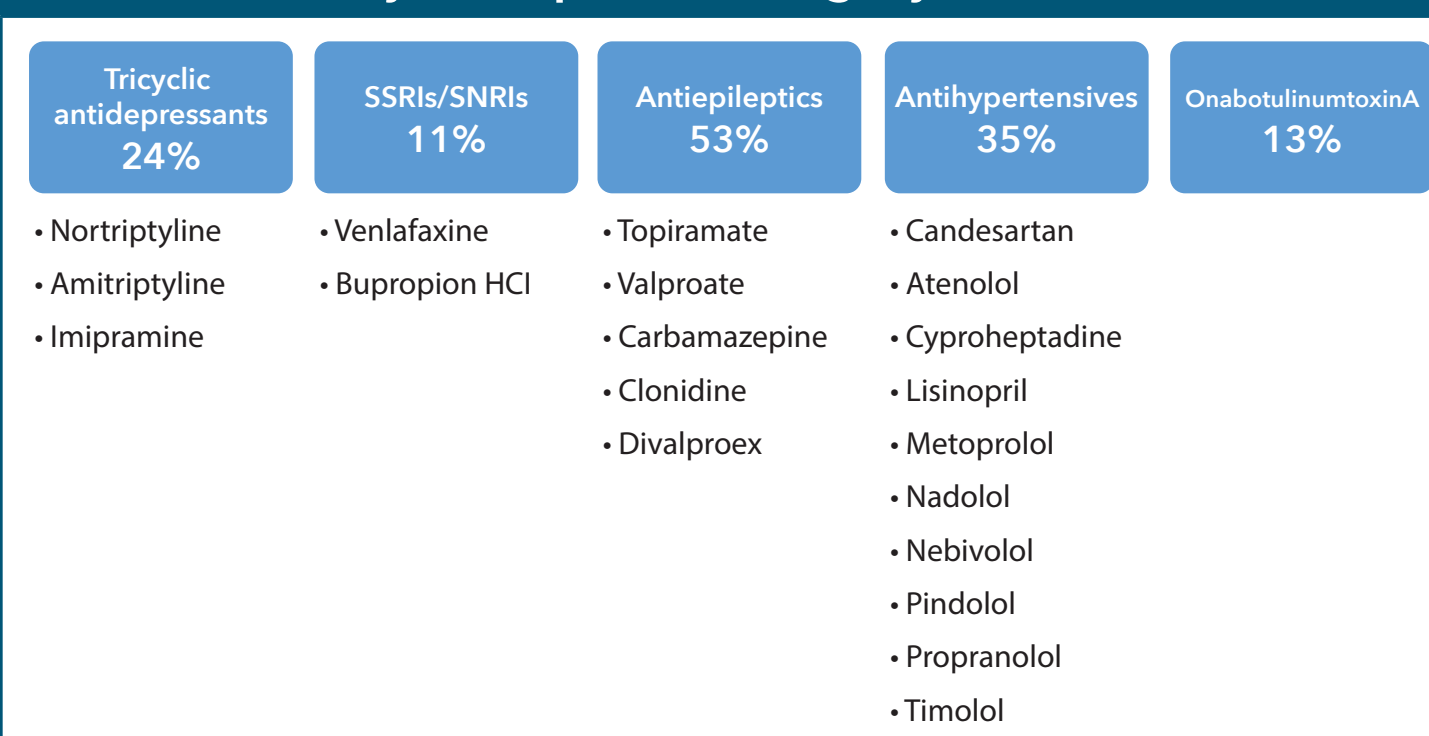 Tricyclic
antidepressants
24%
SSRIs/SNRIs
11%
Antiepileptics
53%
Antihypertensives
35%
OnabotulinumtoxinA
13%
• Nortriptyline
• Amitriptyline
• Imipramine
• Venlafaxine
• Bupropion HCl
• Topiramate
• Valproate
• Carbamazepine
• Clonidine
• Divalproex
• Candesartan
• Atenolol
• Cyproheptadine
• Lisinopril
• Metoprolol
• Nadolol
• Nebivolol
• Pindolol
• Propranolol
• Timolol